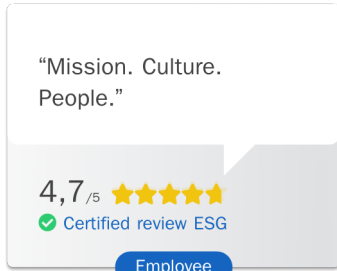 “Mission. Culture.
People.”
4,7/5
Certified review ESG
Employee